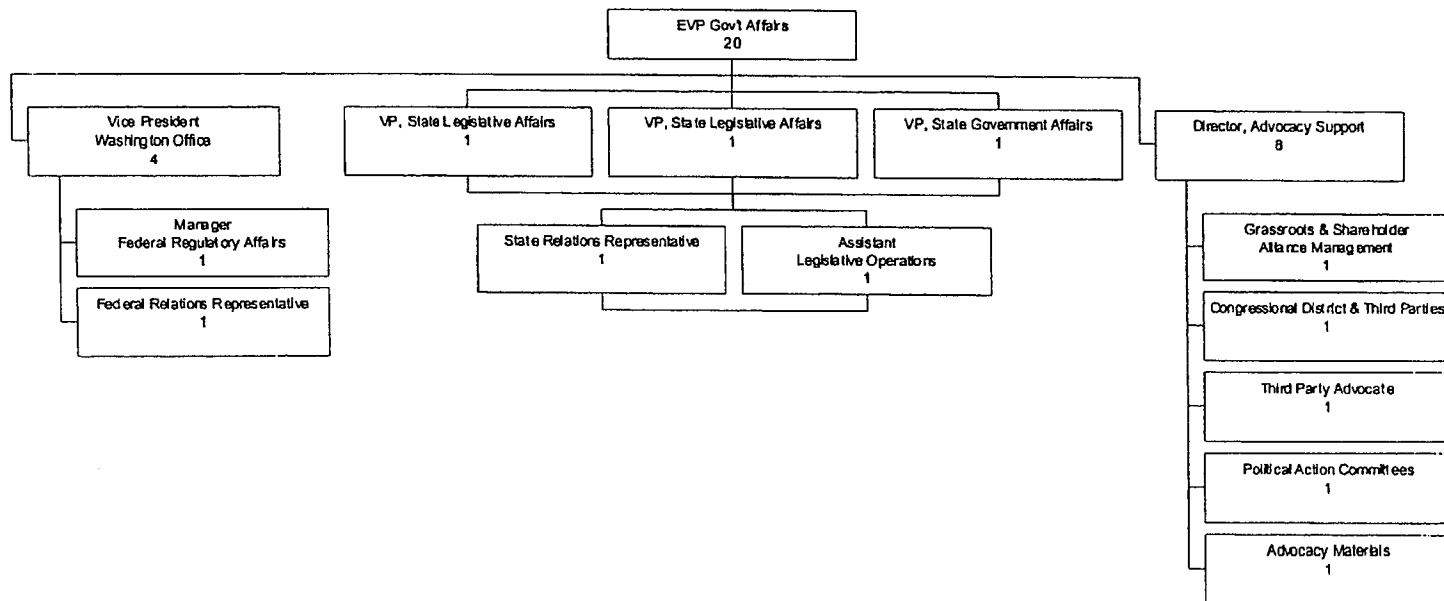 EVP Gov't Affairs
20
Vice President
Washington Office
4
VP, State Legislative Affairs
1
VP, State Legislative Affairs
1
VP, State Government Affairs
1
Director, Advocacy Support
8
Manager
Federal Regulatory Affairs
1
Federal Relations Representative
1
State Relations Representative
1
Assistant
Legislative Operations
1
Grassroots & Shareholder
Alliance Management
1
Congressional District & Third Parties
1
Third Party Advocate
1
Political Action Committees
1
Advocacy Materials
1